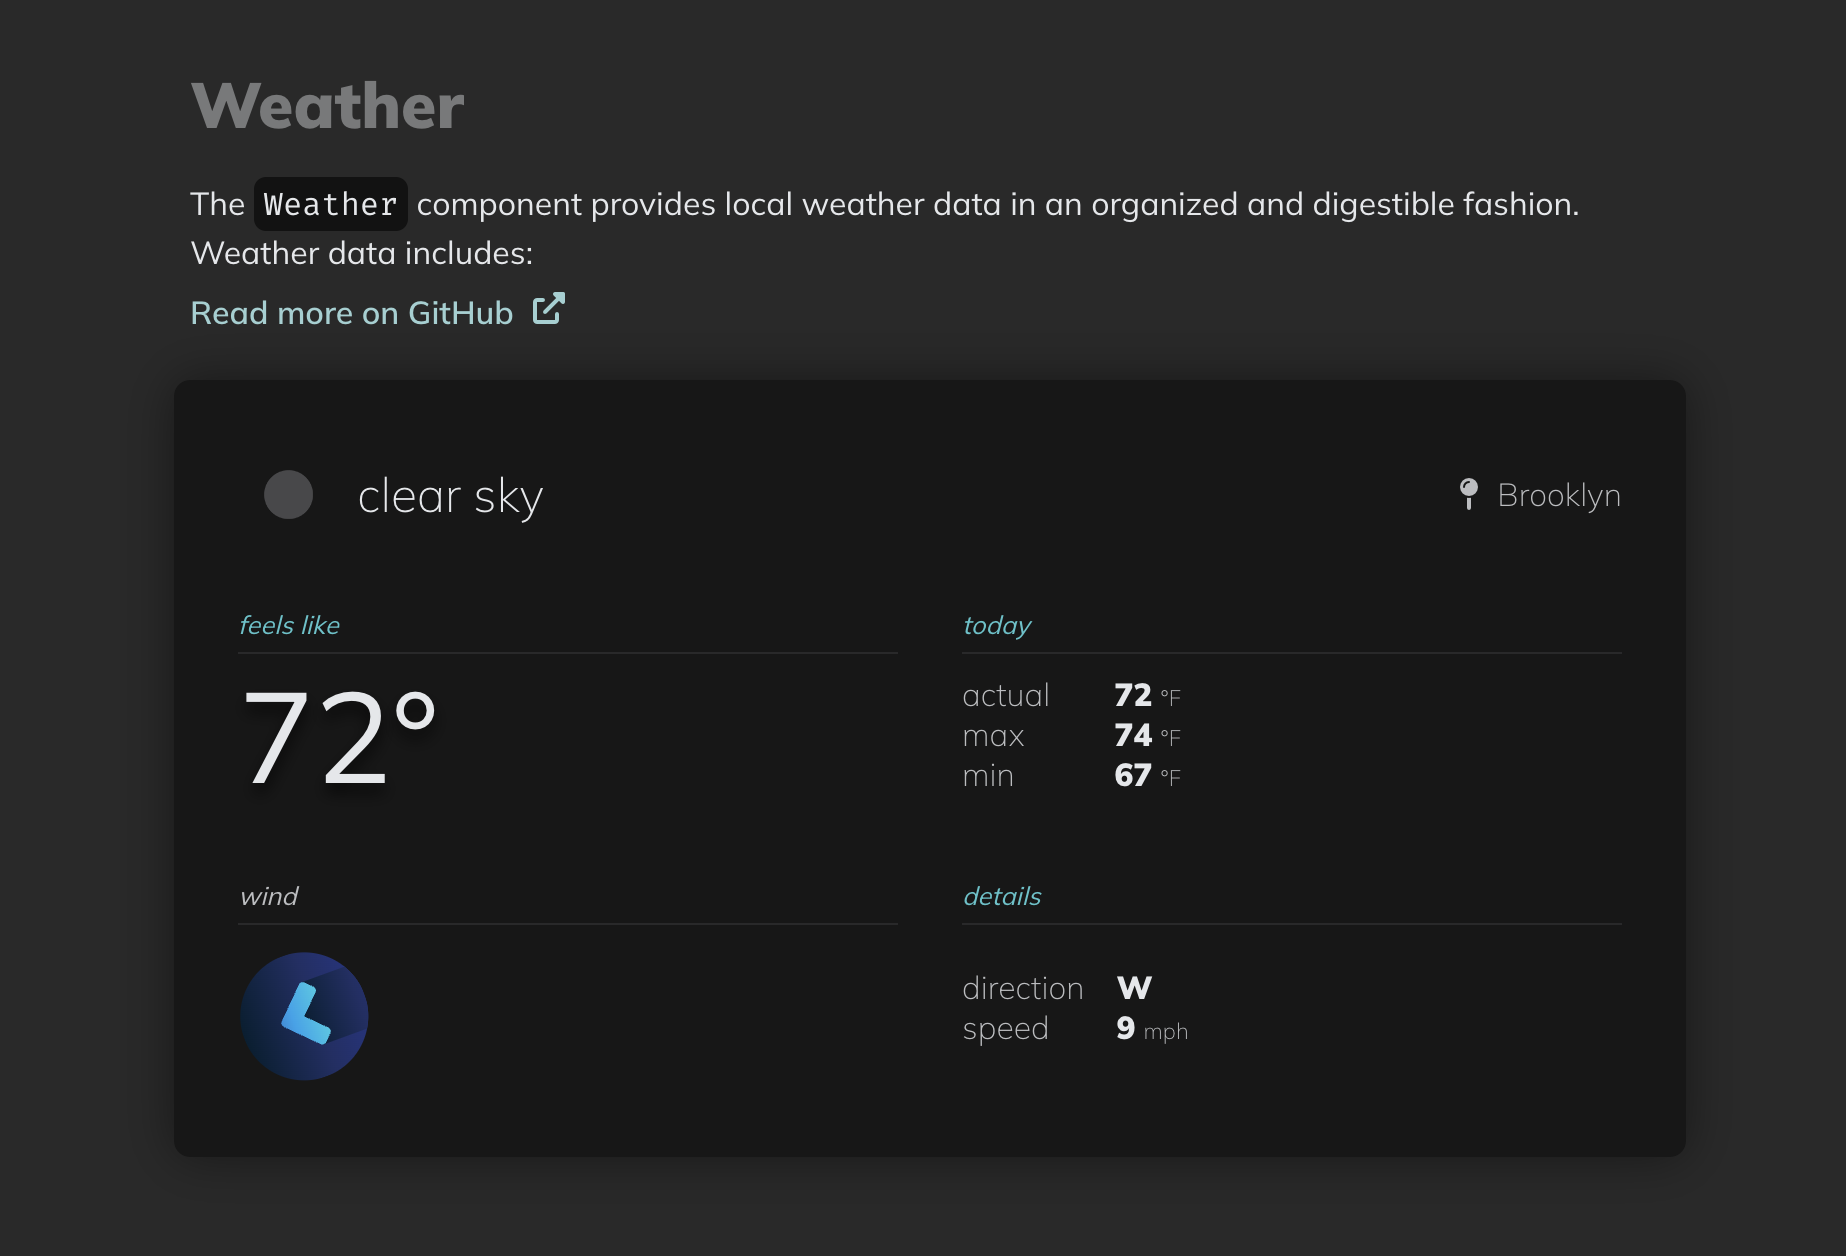 Weather
The Weather component provides local weather data in an organized and digestible fashion.
Weather data includes:
Read more on GitHub
clear sky
Brooklyn
feels like
72°
today
actual 72 °F
max 74 °F
min 67 °F
wind
details
direction W
speed 9 mph